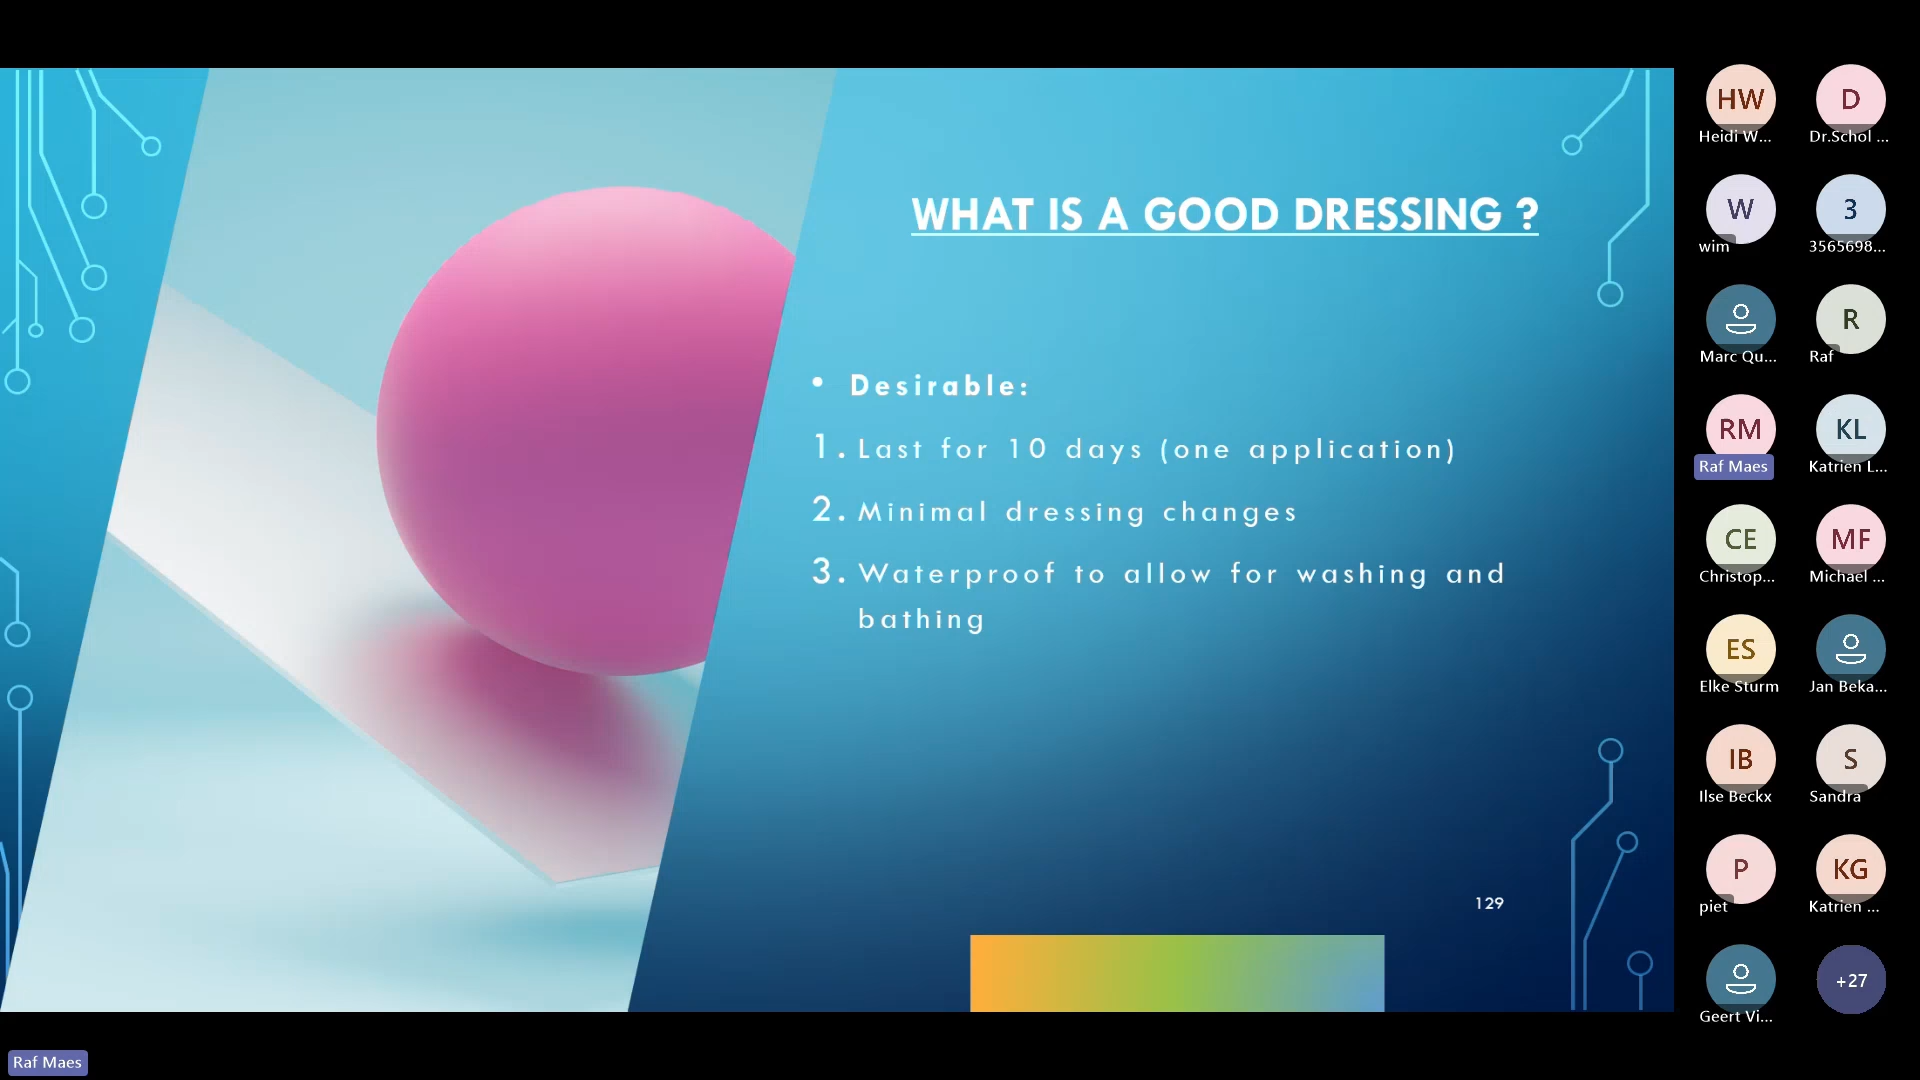 WHAT IS A GOOD DRESSING ?
• Desirable:
1. Last for 10 days (one application)
2. Minimal dressing changes
3. Waterproof to allow for washing and
bathing
129
HW
Heidi W...
D
Dr.Schol ...
W
wim
3
3565698...
Marc Qu...
R
Raf
RM
Raf Maes
KL
Katrien L...
CE
Christop...
MF
Michael ...
ES
Elke Sturm
Jan Beka...
IB
Ilse Beckx
S
Sandra
P
piet
KG
Katrien ...
Geert Vi...
+27
Raf Maes